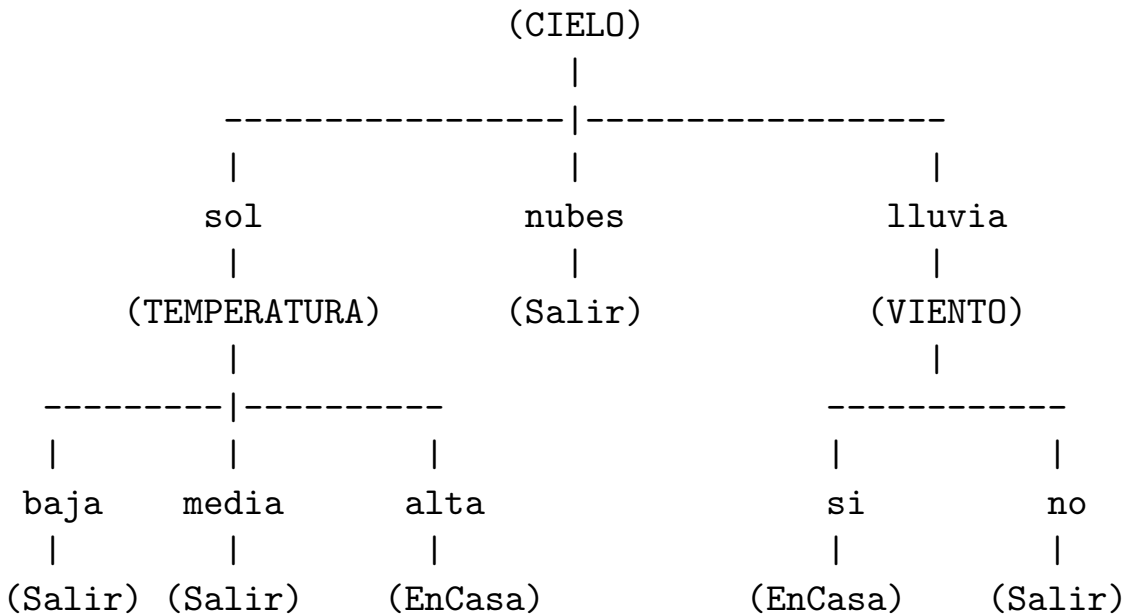 (CIELO)
|
-----------------|-----------------
| | |
sol nubes lluvia
| | |
(TEMPERATURA) (Salir) (VIENTO)
| |
---------|---------- ------------
| | | | |
baja media alta si no
| | | | |
(Salir) (Salir) (EnCasa) (EnCasa) (Salir)